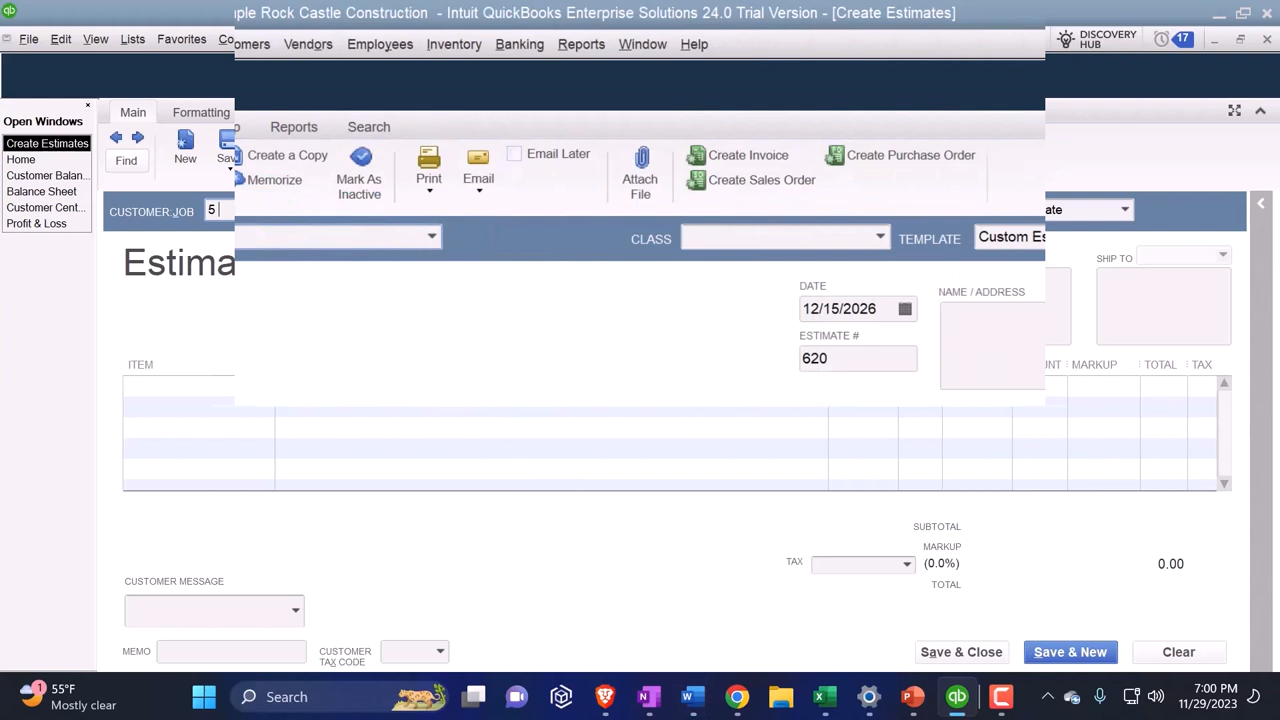 mple Rock Castle Construction - Intuit QuickBooks Enterprise Solutions 24.0 Trial Version - [Create Estimates]
File Edit View Lists Favorites Co
omers Vendors Employees Inventory Banking Reports Window Help
DISCOVERY
HUB
17
Open Windows
Create Estimates
Home
Customer Balan...
Balance Sheet
Customer Cent...
Profit & Loss
Main Formatting
Reports Search
Find
New
Sav
Create a Copy
Memorize
Mark As
Inactive
Print
Email
Email Later
Attach
File
Create Invoice
Create Sales Order
Create Purchase Order
CUSTOMER:JOB 5
CLASS
TEMPLATE Custom Es
ate
Estima
DATE
12/15/2026
ESTIMATE #
620
NAME / ADDRESS
SHIP TO
ITEM
UNT MARKUP TOTAL TAX
SUBTOTAL
MARKUP
TAX (0.0%) 0.00
TOTAL
CUSTOMER MESSAGE
MEMO
CUSTOMER
TAX CODE
Save & Close Save & New Clear
1
55°F
Mostly clear
Search
7:00 PM
11/29/2023